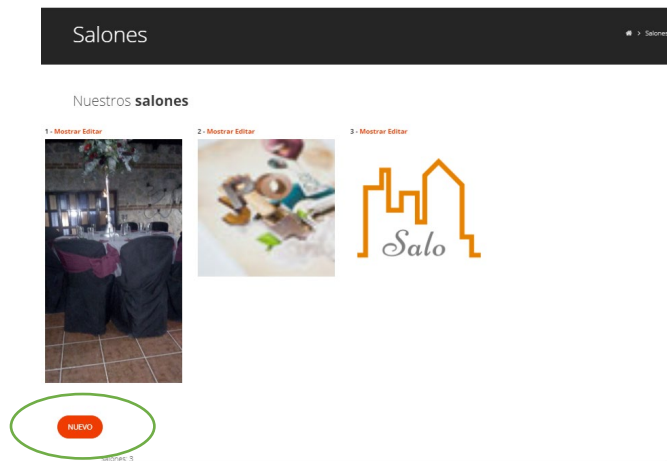 Salones
> Salones
Nuestros salones
1 - Mostrar Editar
2 - Mostrar Editar
3 - Mostrar Editar
Salo
NUEVO
salones: 3